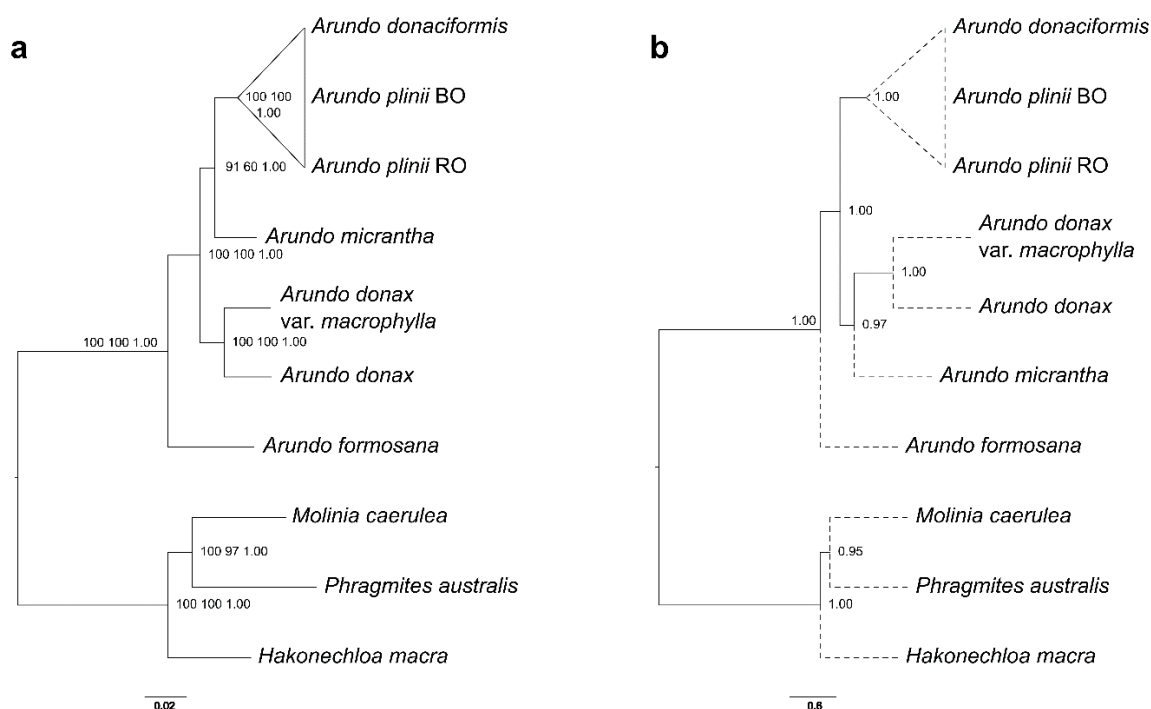 a
Arundo donaciformis
100 100
1.00
Arundo plinii BO
Arundo plinii RO
91 60 1.00
Arundo micrantha
100 100 1.00
Arundo donax
var. macrophylla
100 100 1.00
Arundo donax
100 100 1.00
Arundo formosana
Molinia caerulea
100 97 1.00
Phragmites australis
100 100 1.00
Hakonechloa macra
0.02
b
Arundo donaciformis
1.00
Arundo plinii BO
Arundo plinii RO
1.00
Arundo donax
var. macrophylla
1.00
Arundo donax
0.97
1.00
Arundo micrantha
Arundo formosana
Molinia caerulea
0.95
Phragmites australis
1.00
Hakonechloa macra
0.6